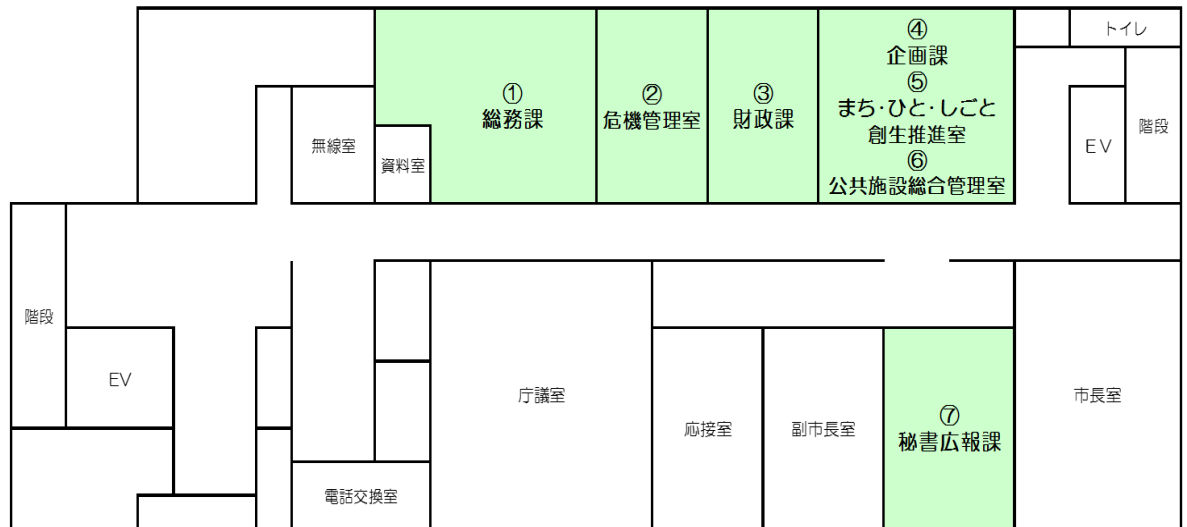 ①
総務課
②
危機管理室
③
財政課
④
企画課
⑤
まち・ひと・しごと
創生推進室
⑥
公共施設総合管理室
トイレ
無線室
資料室
EV
階段
階段
EV
庁議室
応接室
副市長室
⑦
秘書広報課
市長室
電話交換室